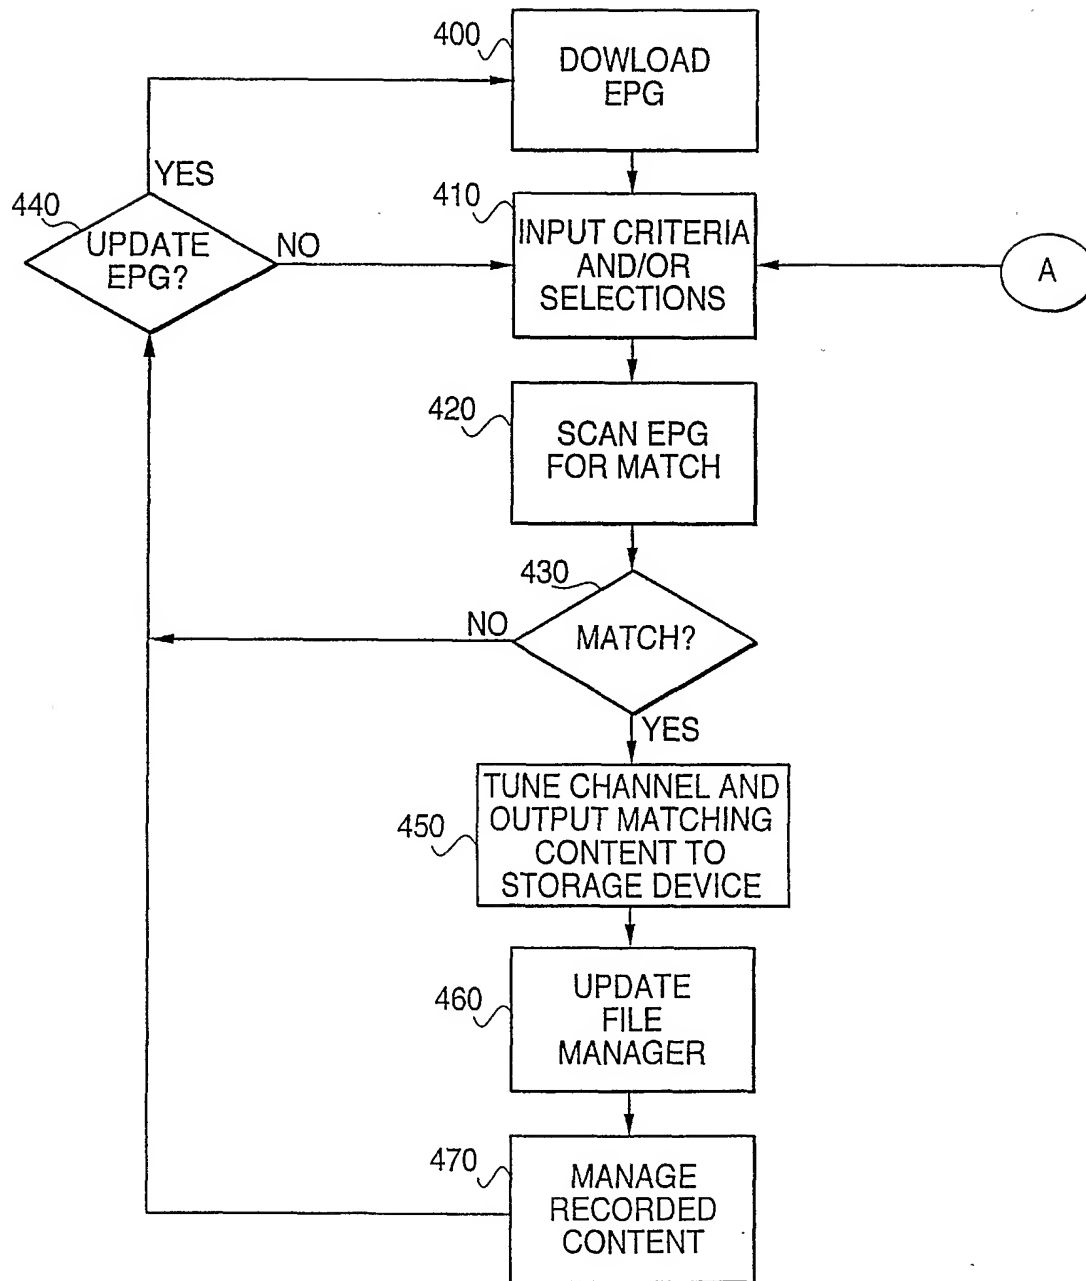 400
DOWLOAD
EPG
YES
440
UPDATE
EPG?
NO
410
INPUT CRITERIA
AND/OR
SELECTIONS
A
420
SCAN EPG
FOR MATCH
430
NO
MATCH?
YES
450
TUNE CHANNEL AND
OUTPUT MATCHING
CONTENT TO
STORAGE DEVICE
460
UPDATE
FILE
MANAGER
470
MANAGE
RECORDED
CONTENT